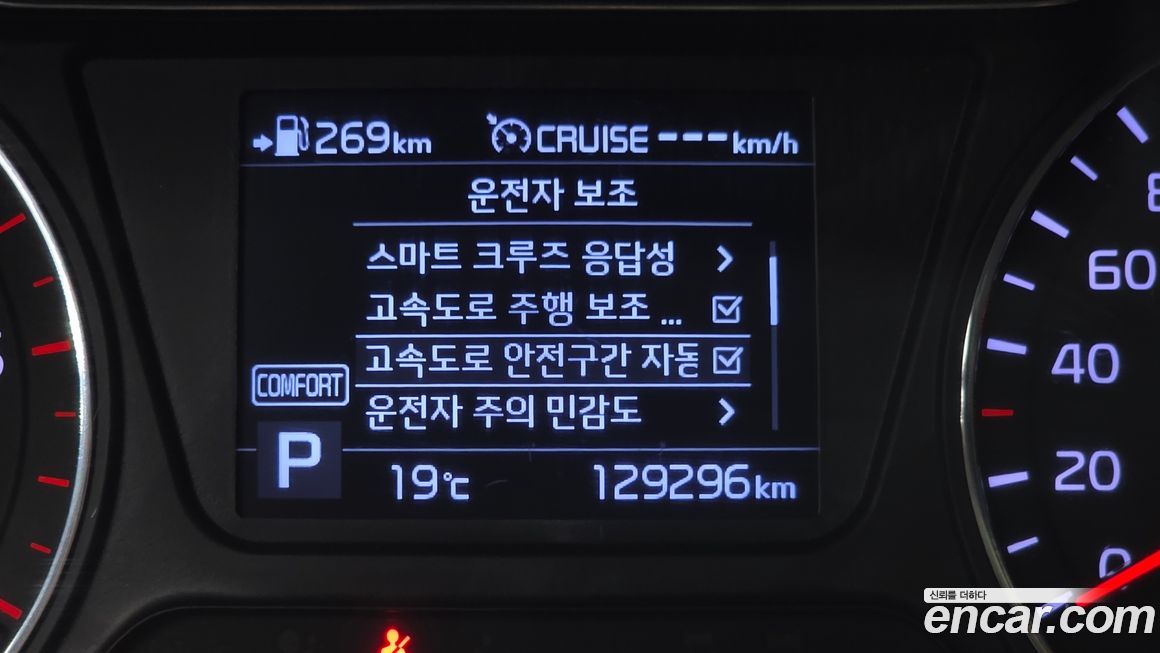 269km CRUISE ---km/h
운전자 보조
스마트 크루즈 응답성
고속도로 주행 보조 ...
고속도로 안전구간 자동
COMFORT
운전자 주의 민감도
P
19℃ 129296km
60
40
20
0
신뢰를 더하다
encar.com